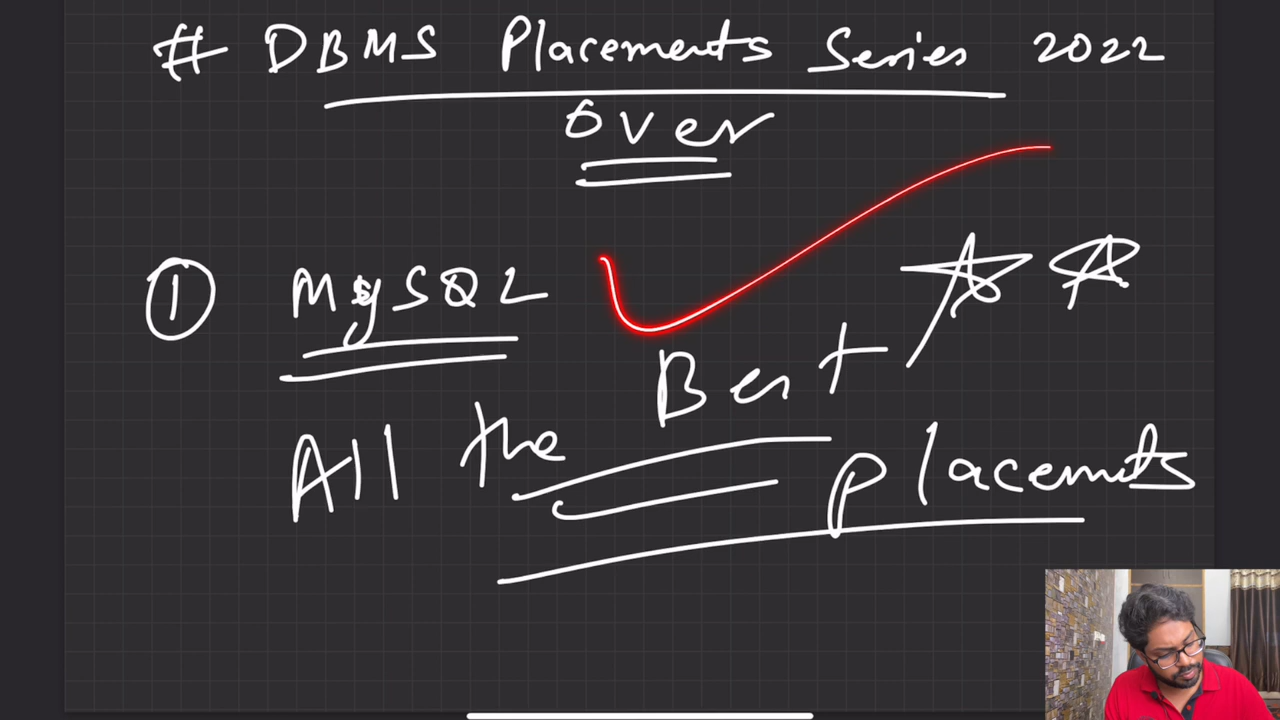 # DBMS Placements Series 2022
Over
① MySQL
All the Best
Placements